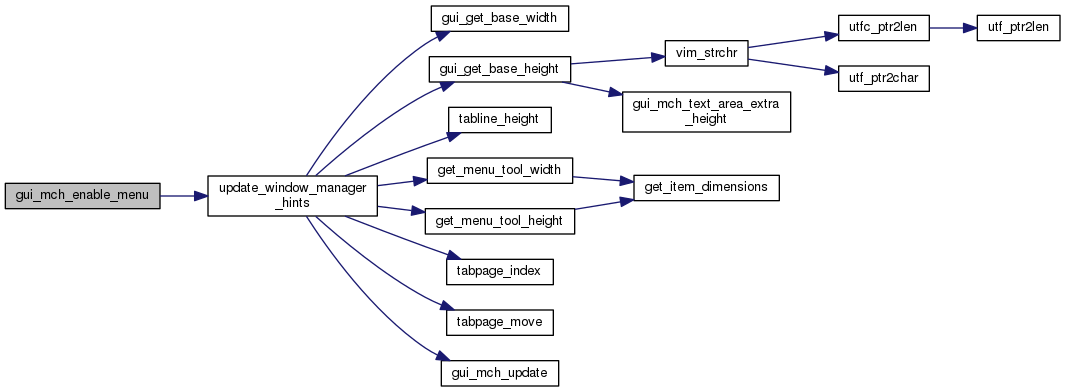 gui_get_base_width
utfc_ptr2len
utf_ptr2len
vim_strchr
gui_get_base_height
utf_ptr2char
gui_mch_text_area_extra
_height
tabline_height
get_menu_tool_width
get_item_dimensions
gui_mch_enable_menu
update_window_manager
_hints
get_menu_tool_height
tabpage_index
tabpage_move
gui_mch_update